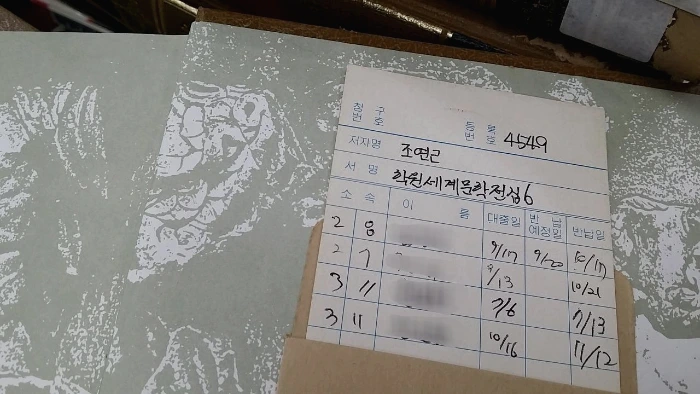 청구번호 등록번호 4549
저자명 조연근
서명 학원세계문학전심6
소속 이름 대출일 반납예정일 반납일
2 9/17 9/20 10/17
2 7 9/13 10/21
3 11 7/6 7/13
3 11 10/16 11/12